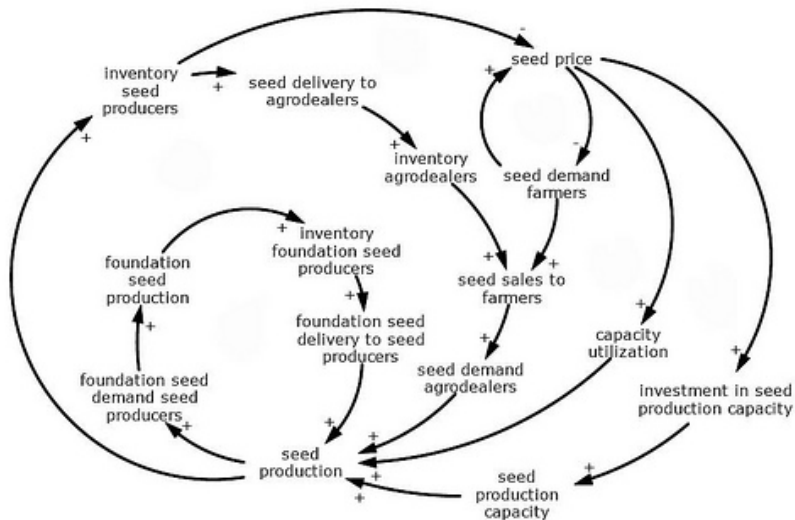 seed price
inventory
seed
producers
seed delivery to
agrodealers
inventory
agrodealers
seed demand
farmers
inventory
foundation seed
producers
foundation
seed
production
seed sales to
farmers
foundation seed
delivery to seed
producers
capacity
utilization
foundation seed
demand seed
producers
seed demand
agrodealers
investment in seed
production capacity
seed
production
seed
production
capacity